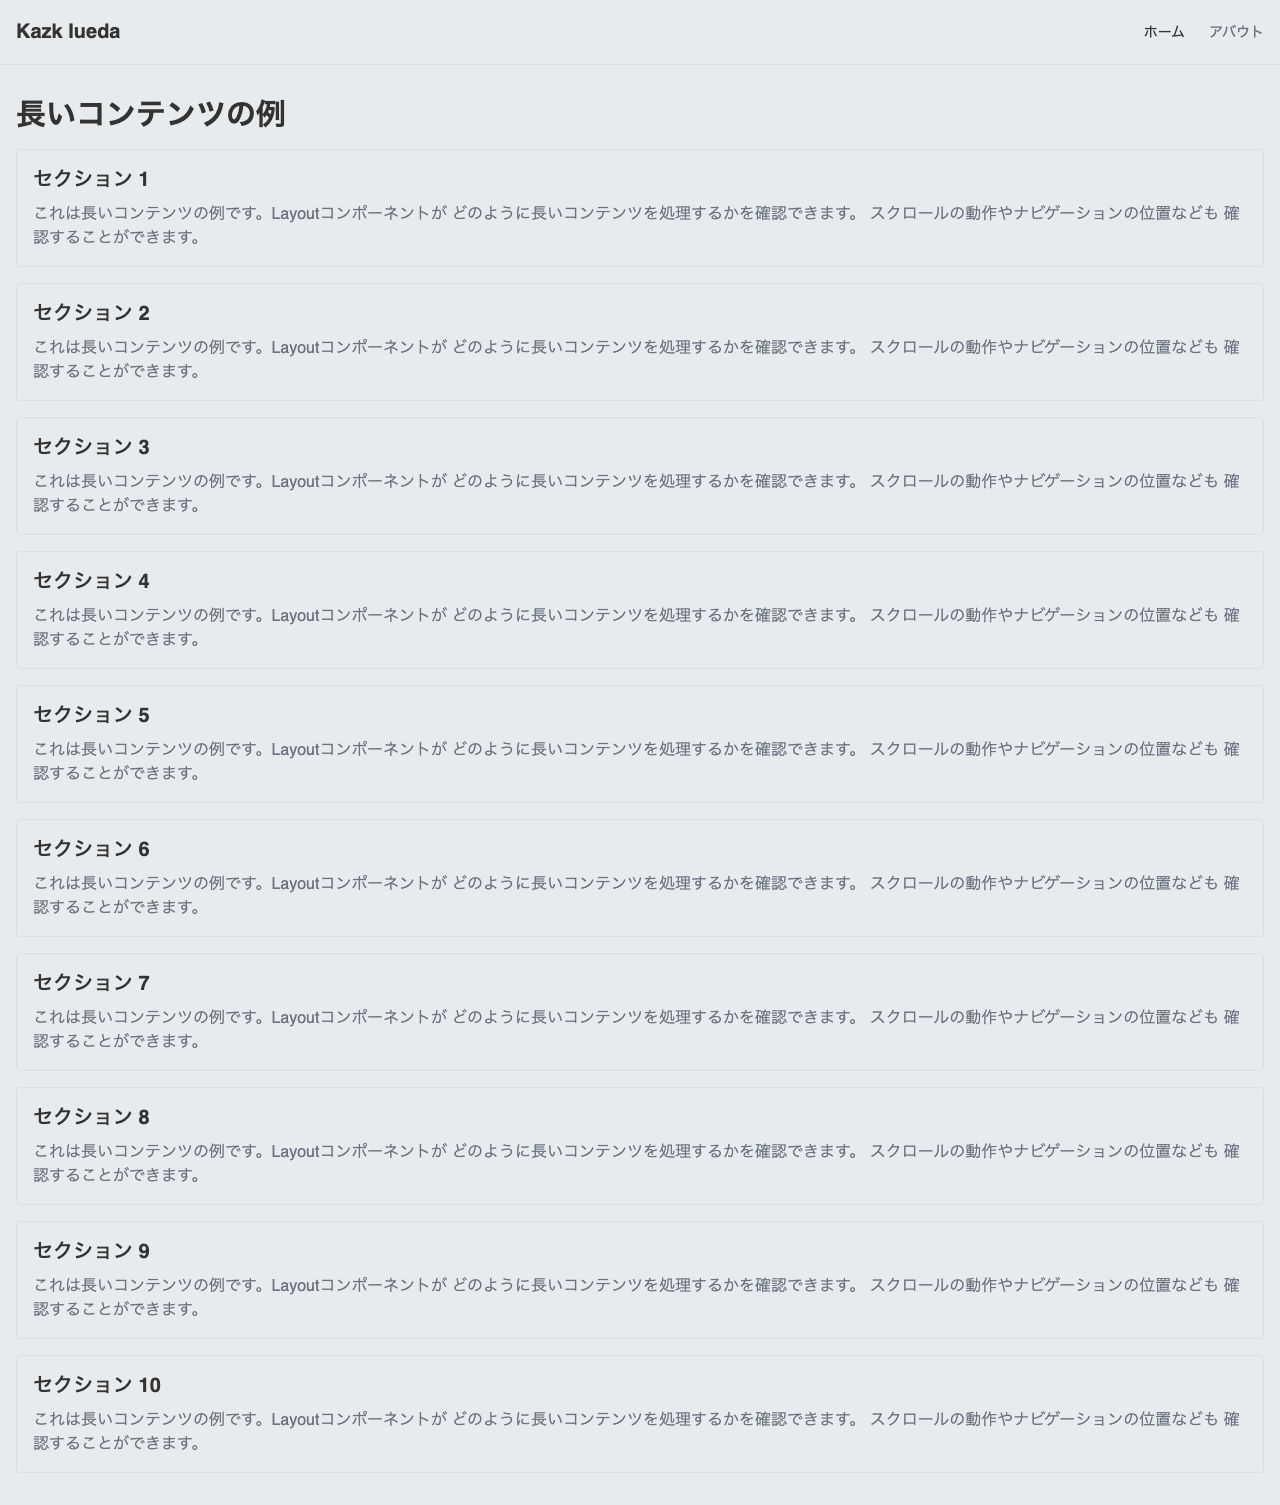 Kazk Iueda
ホーム アバウト
長いコンテンツの例
セクション 1
これは長いコンテンツの例です。Layoutコンポーネントが どのように長いコンテンツを処理するかを確認できます。 スクロールの動作やナビゲーションの位置なども 確
認することができます。
セクション 2
これは長いコンテンツの例です。Layoutコンポーネントが どのように長いコンテンツを処理するかを確認できます。 スクロールの動作やナビゲーションの位置なども 確
認することができます。
セクション 3
これは長いコンテンツの例です。Layoutコンポーネントが どのように長いコンテンツを処理するかを確認できます。 スクロールの動作やナビゲーションの位置なども 確
認することができます。
セクション 4
これは長いコンテンツの例です。Layoutコンポーネントが どのように長いコンテンツを処理するかを確認できます。 スクロールの動作やナビゲーションの位置なども 確
認することができます。
セクション 5
これは長いコンテンツの例です。Layoutコンポーネントが どのように長いコンテンツを処理するかを確認できます。 スクロールの動作やナビゲーションの位置なども 確
認することができます。
セクション 6
これは長いコンテンツの例です。Layoutコンポーネントが どのように長いコンテンツを処理するかを確認できます。 スクロールの動作やナビゲーションの位置なども 確
認することができます。
セクション 7
これは長いコンテンツの例です。Layoutコンポーネントが どのように長いコンテンツを処理するかを確認できます。 スクロールの動作やナビゲーションの位置なども 確
認することができます。
セクション 8
これは長いコンテンツの例です。Layoutコンポーネントが どのように長いコンテンツを処理するかを確認できます。 スクロールの動作やナビゲーションの位置なども 確
認することができます。
セクション 9
これは長いコンテンツの例です。Layoutコンポーネントが どのように長いコンテンツを処理するかを確認できます。 スクロールの動作やナビゲーションの位置なども 確
認することができます。
セクション 10
これは長いコンテンツの例です。Layoutコンポーネントが どのように長いコンテンツを処理するかを確認できます。 スクロールの動作やナビゲーションの位置なども 確
認することができます。